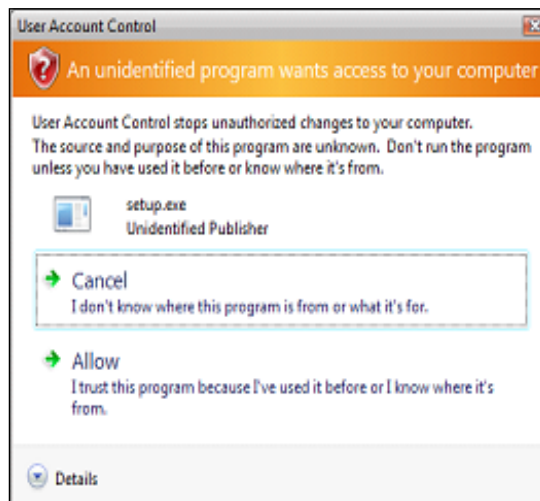 User Account Control
An unidentified program wants access to your computer
User Account Control stops unauthorized changes to your computer.
The source and purpose of this program are unknown. Don't run the program
unless you have used it before or know where it's from.
setup.exe
Unidentified Publisher
Cancel
I don't know where this program is from or what it's for.
Allow
I trust this program because I've used it before or I know where it's
from.
Details